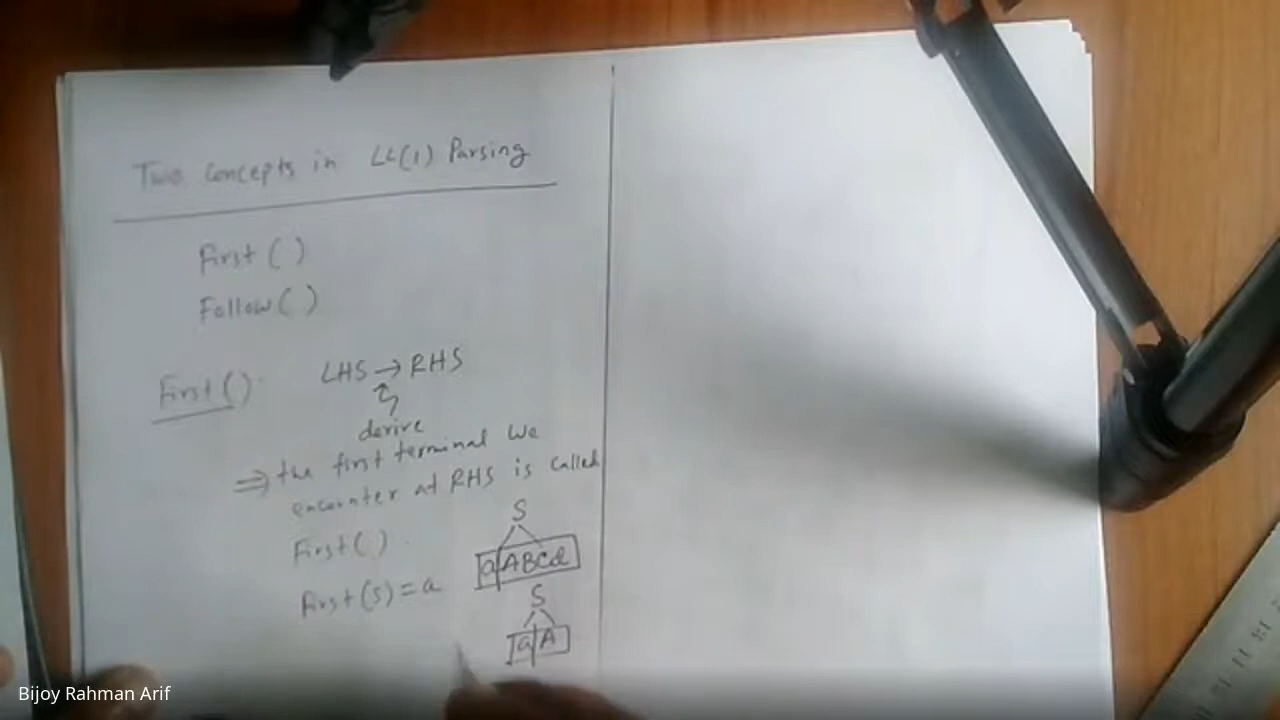 Two Concepts in LL(1) Parsing
First ( )
Follow ( )
First ( ):
LHS → RHS
derive
⇒ the first terminal we
encounter at RHS is called
First ( ).
S
a ABCd
First (S) = a
S
a A
Bijoy Rahman Arif